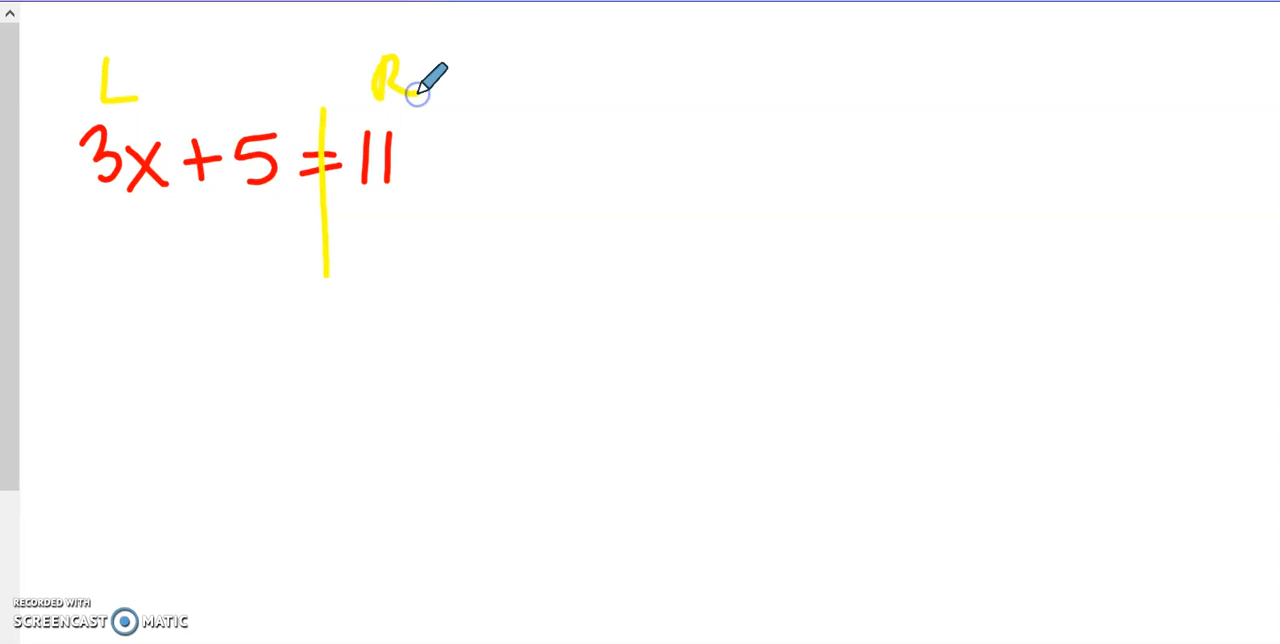 L R
3x + 5 = 11
RECORDED WITH
SCREENCAST MATIC